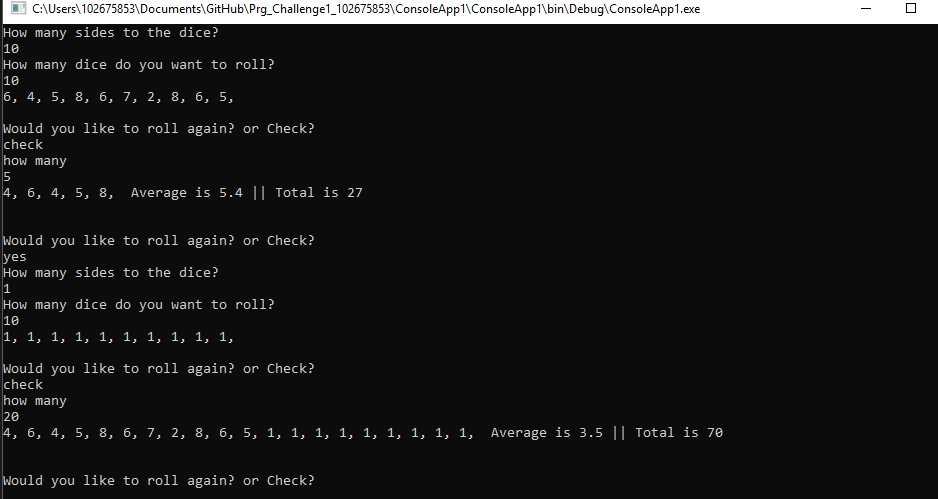 C:\Users\102675853\Documents\GitHub\Prg_Challenge1_102675853\ConsoleApp1\ConsoleApp1\bin\Debug\ConsoleApp1.exe
How many sides to the dice?
10
How many dice do you want to roll?
10
6, 4, 5, 8, 6, 7, 2, 8, 6, 5,
Would you like to roll again? or Check?
check
how many
5
4, 6, 4, 5, 8,  Average is 5.4 || Total is 27
Would you like to roll again? or Check?
yes
How many sides to the dice?
1
How many dice do you want to roll?
10
1, 1, 1, 1, 1, 1, 1, 1, 1, 1,
Would you like to roll again? or Check?
check
how many
20
4, 6, 4, 5, 8, 6, 7, 2, 8, 6, 5, 1, 1, 1, 1, 1, 1, 1, 1, 1,  Average is 3.5 || Total is 70
Would you like to roll again? or Check?